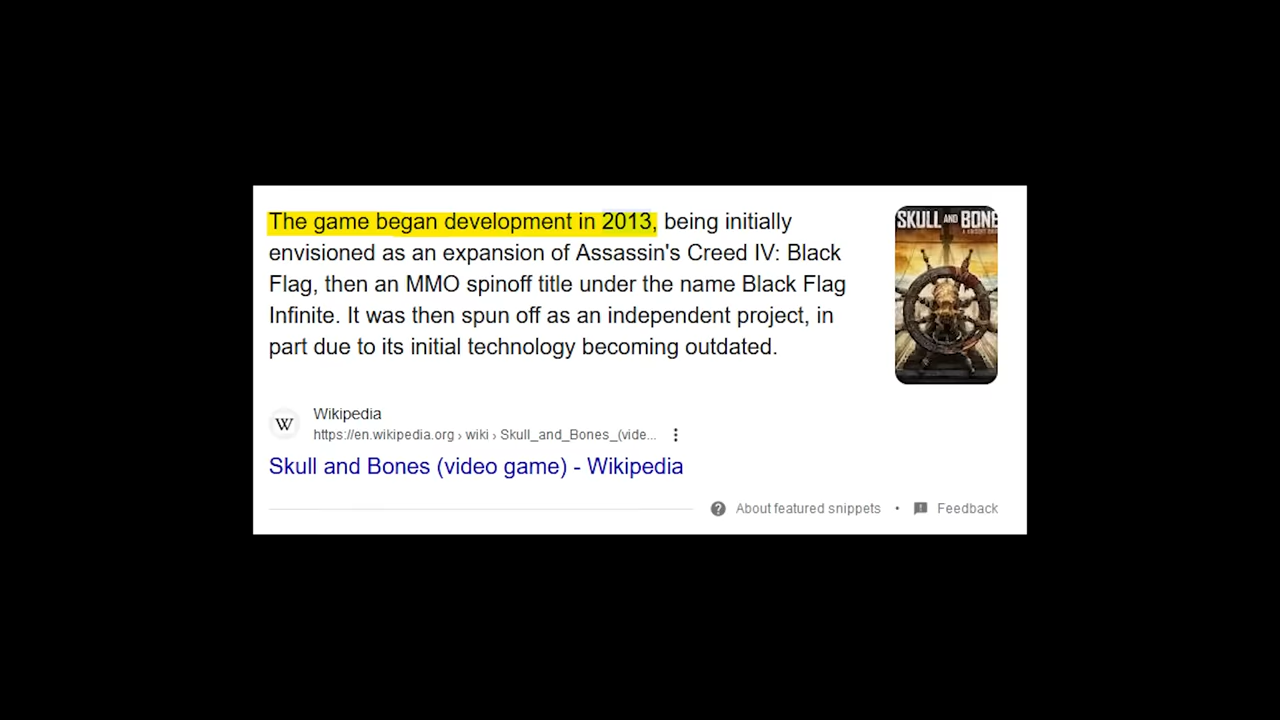 The game began development in 2013, being initially
envisioned as an expansion of Assassin's Creed IV: Black
Flag, then an MMO spinoff title under the name Black Flag
Infinite. It was then spun off as an independent project, in
part due to its initial technology becoming outdated.
SKULL AND BONE
W
Wikipedia
https://en.wikipedia.org › wiki › Skull_and_Bones_(vide...
Skull and Bones (video game) - Wikipedia
About featured snippets • Feedback